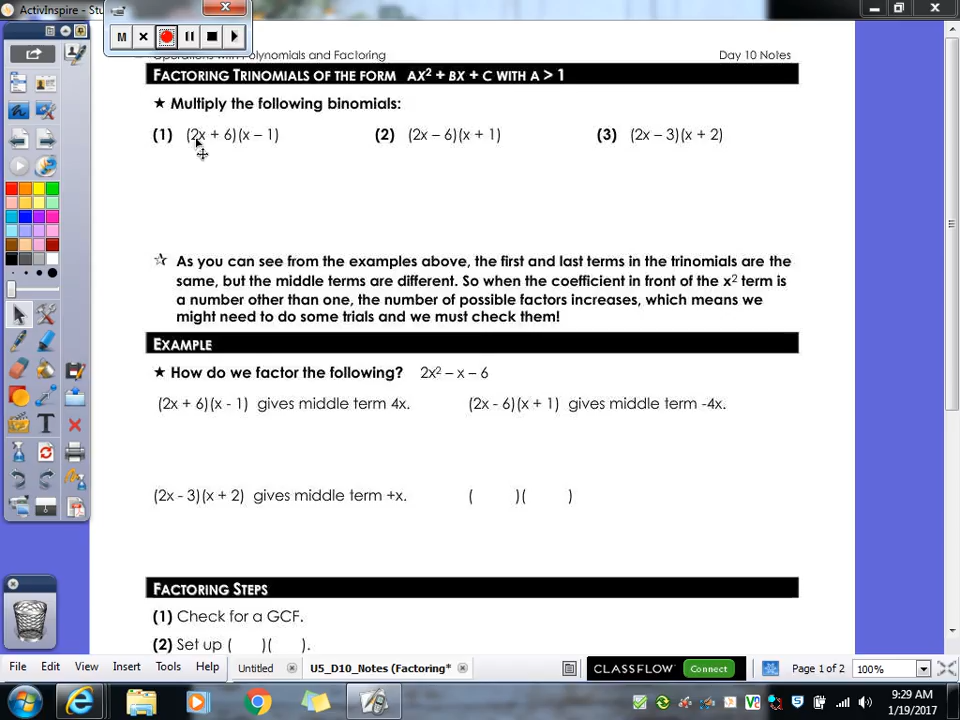 ActivInspire - Stu
M
Operations with Polynomials and Factoring Day 10 Notes
FACTORING TRINOMIALS OF THE FORM AX² + BX + C WITH A > 1
★ Multiply the following binomials:
(1) (2x + 6)(x – 1) (2) (2x – 6)(x + 1) (3) (2x – 3)(x + 2)
☆ As you can see from the examples above, the first and last terms in the trinomials are the
same, but the middle terms are different. So when the coefficient in front of the x² term is
a number other than one, the number of possible factors increases, which means we
might need to do some trials and we must check them!
EXAMPLE
★ How do we factor the following? 2x² – x – 6
(2x + 6)(x - 1) gives middle term 4x. (2x - 6)(x + 1) gives middle term -4x.
(2x - 3)(x + 2) gives middle term +x. ( )( )
FACTORING STEPS
(1) Check for a GCF.
(2) Set up ( )( ).
File Edit View Insert Tools Help Untitled U5_D10_Notes (Factoring* CLASSFLOW Connect Page 1 of 2 100%
9:29 AM
1/19/2017